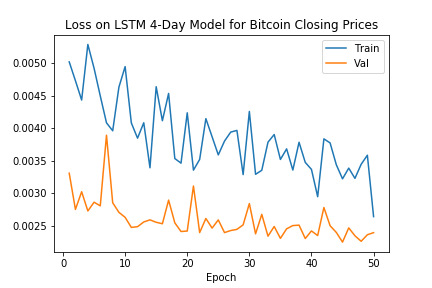 Loss on LSTM 4-Day Model for Bitcoin Closing Prices
Train
Val
0.0050
0.0045
0.0040
0.0035
0.0030
0.0025
0 10 20 30 40 50
Epoch